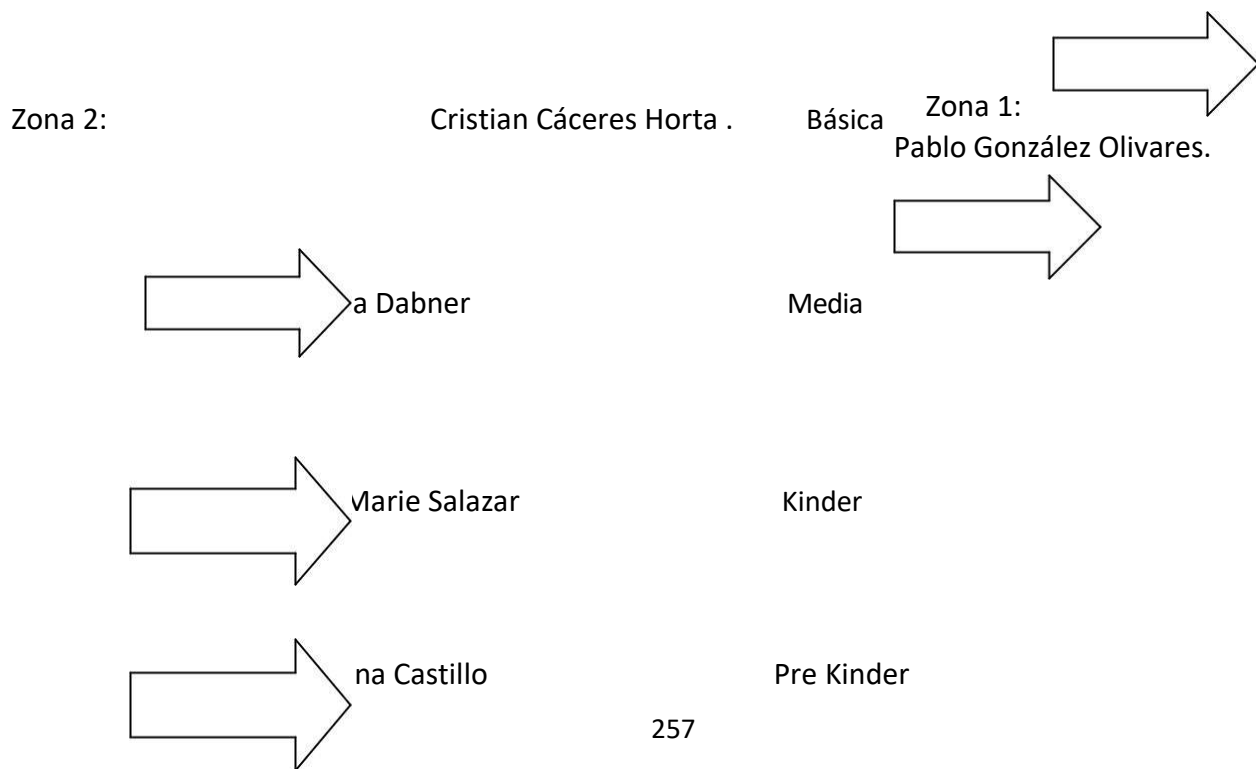 Zona 2: Cristian Cáceres Horta . Básica Zona 1:
Pablo González Olivares.
a Dabner Media
Marie Salazar Kinder
na Castillo Pre Kinder
257